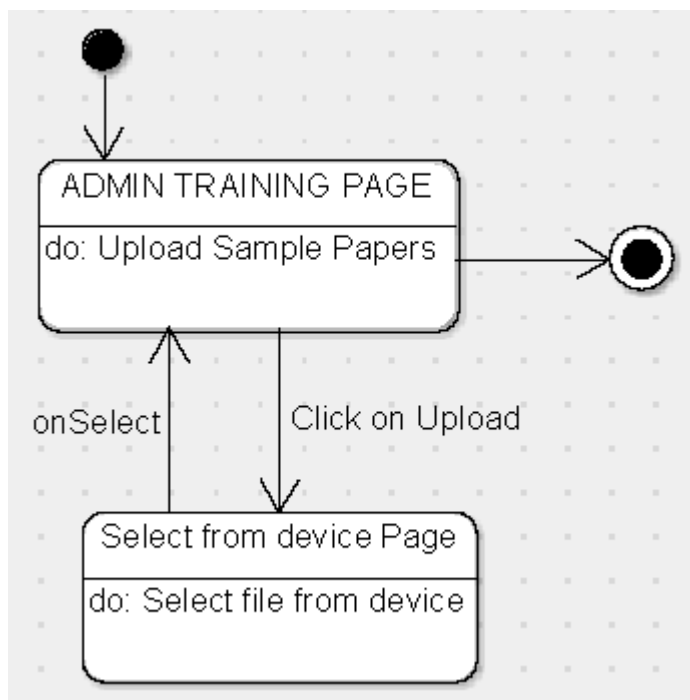 ADMIN TRAINING PAGE
do: Upload Sample Papers
onSelect
Click on Upload
Select from device Page
do: Select file from device